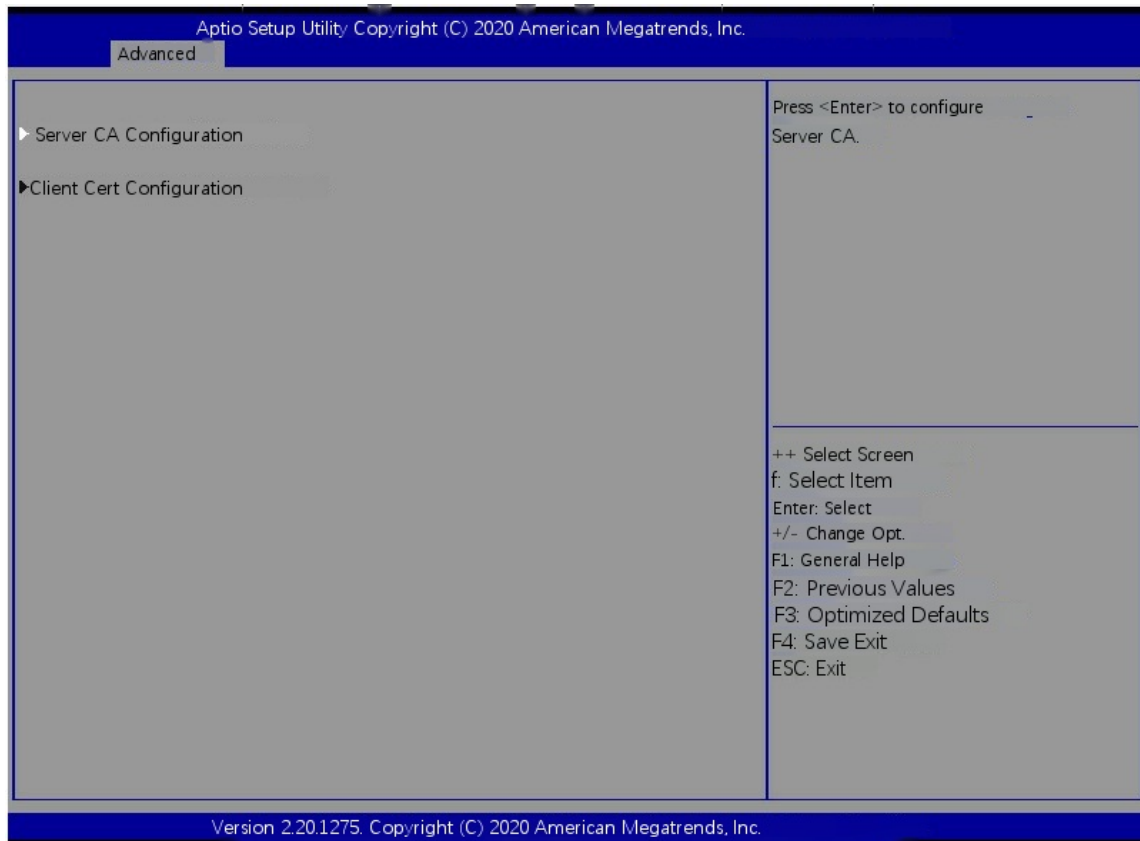 Aptio Setup Utility Copyright (C) 2020 American Megatrends, Inc.
Advanced
Server CA Configuration
Client Cert Configuration
Press <Enter> to configure
Server CA.
++ Select Screen
f: Select Item
Enter: Select
+/- Change Opt.
F1: General Help
F2: Previous Values
F3: Optimized Defaults
F4: Save Exit
ESC: Exit
Version 2.20.1275. Copyright (C) 2020 American Megatrends, Inc.